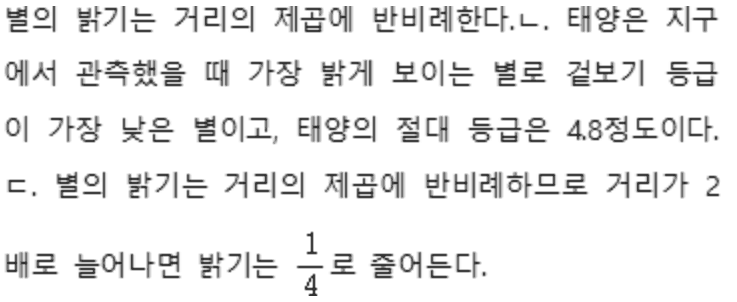 별의 밝기는 거리의 제곱에 반비례한다.ㄴ. 태양은 지구
에서 관측했을 때 가장 밝게 보이는 별로 겉보기 등급
이 가장 낮은 별이고, 태양의 절대 등급은 4.8정도이다.
ㄷ. 별의 밝기는 거리의 제곱에 반비례하므로 거리가 2
배로 늘어나면 밝기는 1/4로 줄어든다.